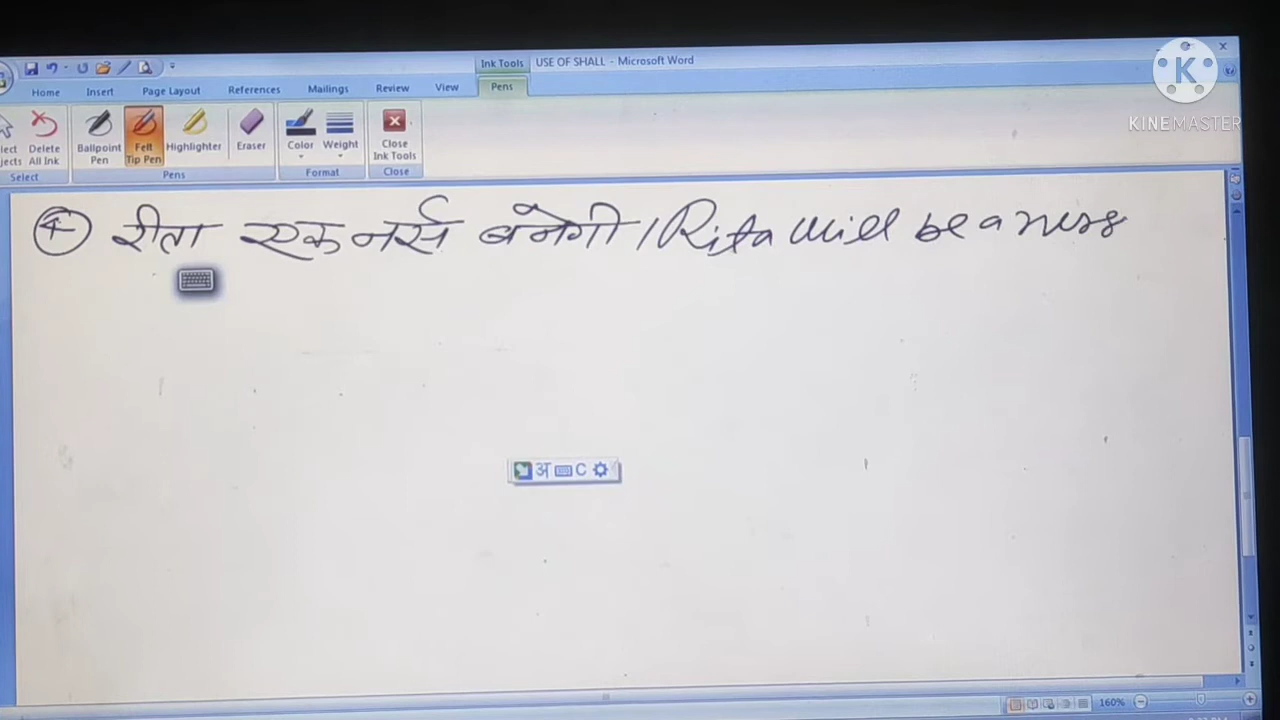 Ink Tools USE OF SHALL - Microsoft Word
Home Insert Page Layout References Mailings Review View Pens
Delete All Ink
Ballpoint Pen
Felt Tip Pen
Highlighter
Eraser
Color
Weight
Close Ink Tools
Select Pens Format Close
KINEMASTER
④ रीता एक नर्स बनेगी / Rita will be a
अ C
160%